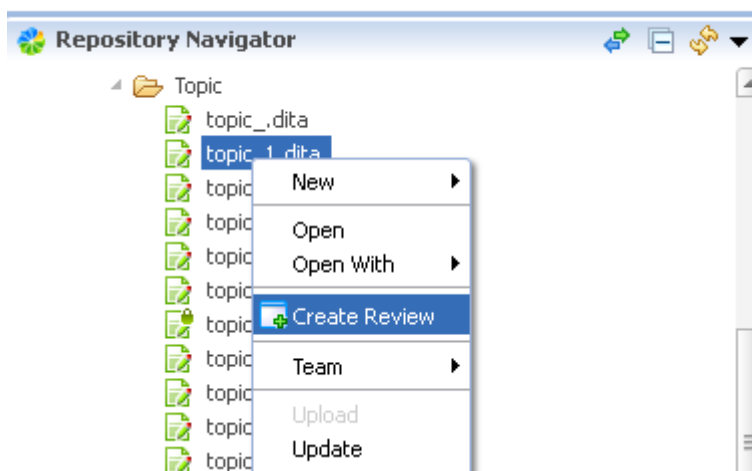 Repository Navigator
Topic
topic_.dita
topic_1.dita
topic
New
topic
Open
topic
Open With
topic
topic
Create Review
topic
Team
topic
topic
Upload
topic
Update